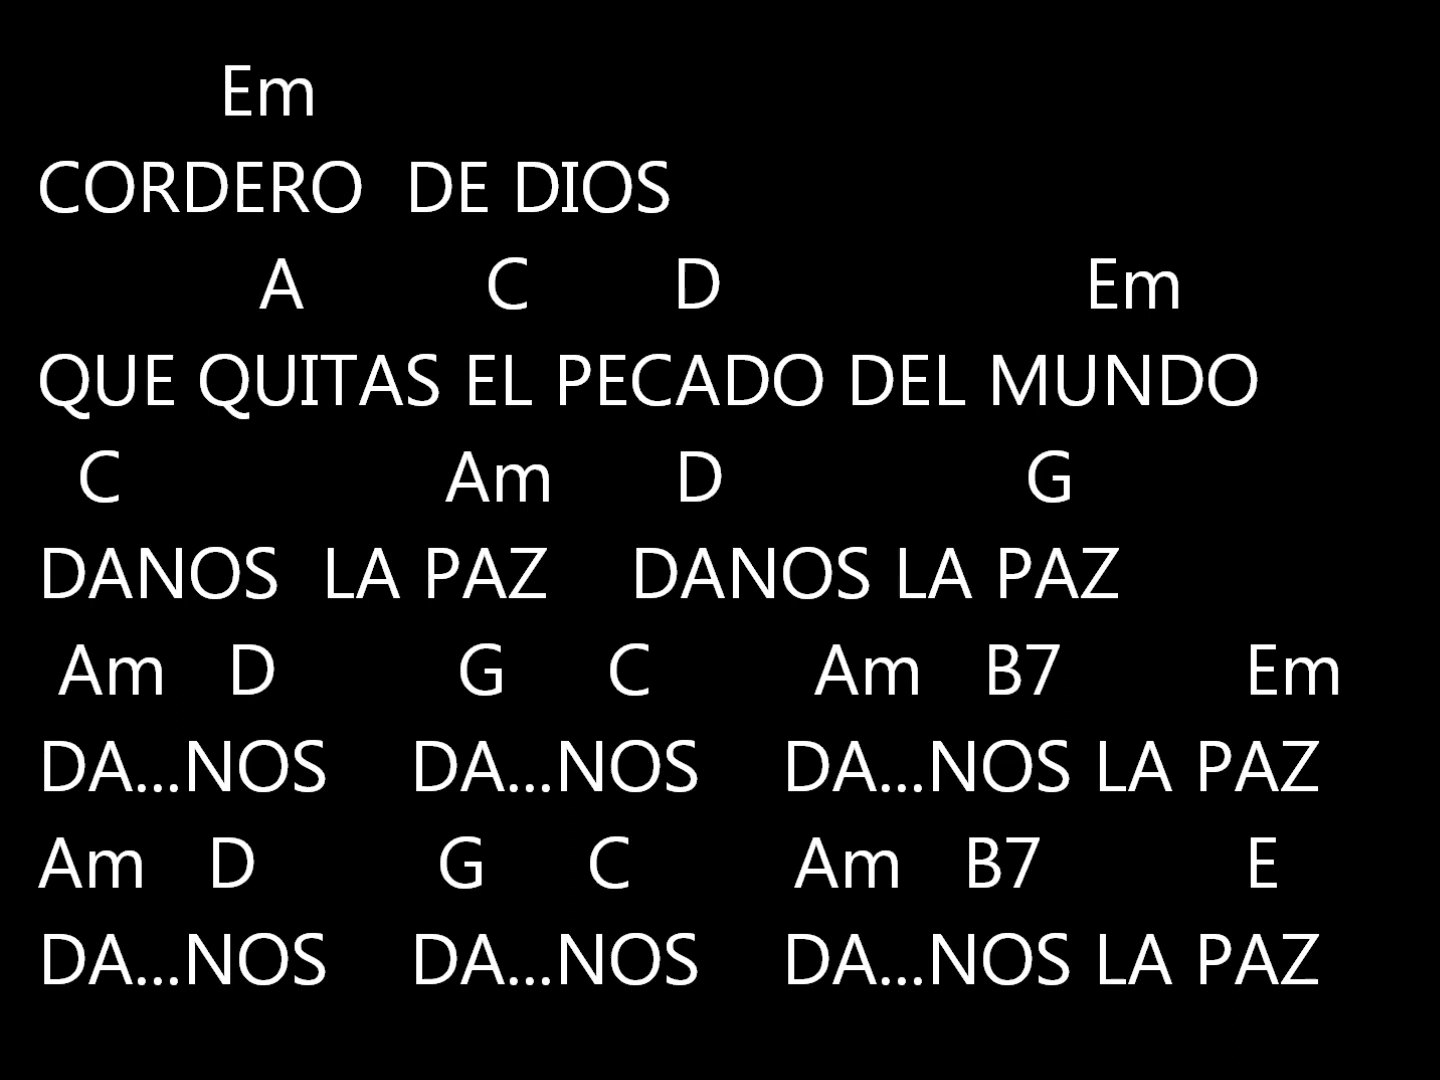 Em
CORDERO  DE DIOS
A C D Em
QUE QUITAS EL PECADO DEL MUNDO
C Am D G
DANOS  LA PAZ    DANOS LA PAZ
Am D G C Am B7 Em
DA...NOS    DA...NOS    DA...NOS LA PAZ
Am D G C Am B7 E
DA...NOS    DA...NOS    DA...NOS LA PAZ